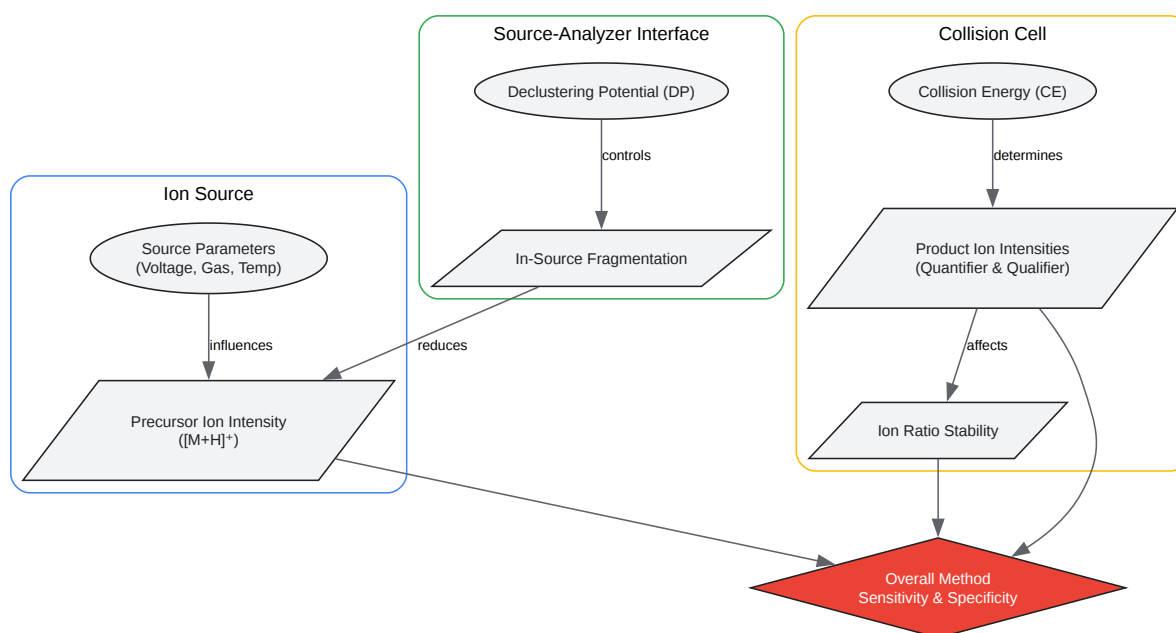 Source-Analyzer Interface
Declustering Potential (DP)
controls
In-Source Fragmentation
reduces
Collision Cell
Collision Energy (CE)
determines
Product Ion Intensities
(Quantifier & Qualifier)
affects
Ion Ratio Stability
Ion Source
Source Parameters
(Voltage, Gas, Temp)
influences
Precursor Ion Intensity
([M+H]⁺)
Overall Method
Sensitivity & Specificity